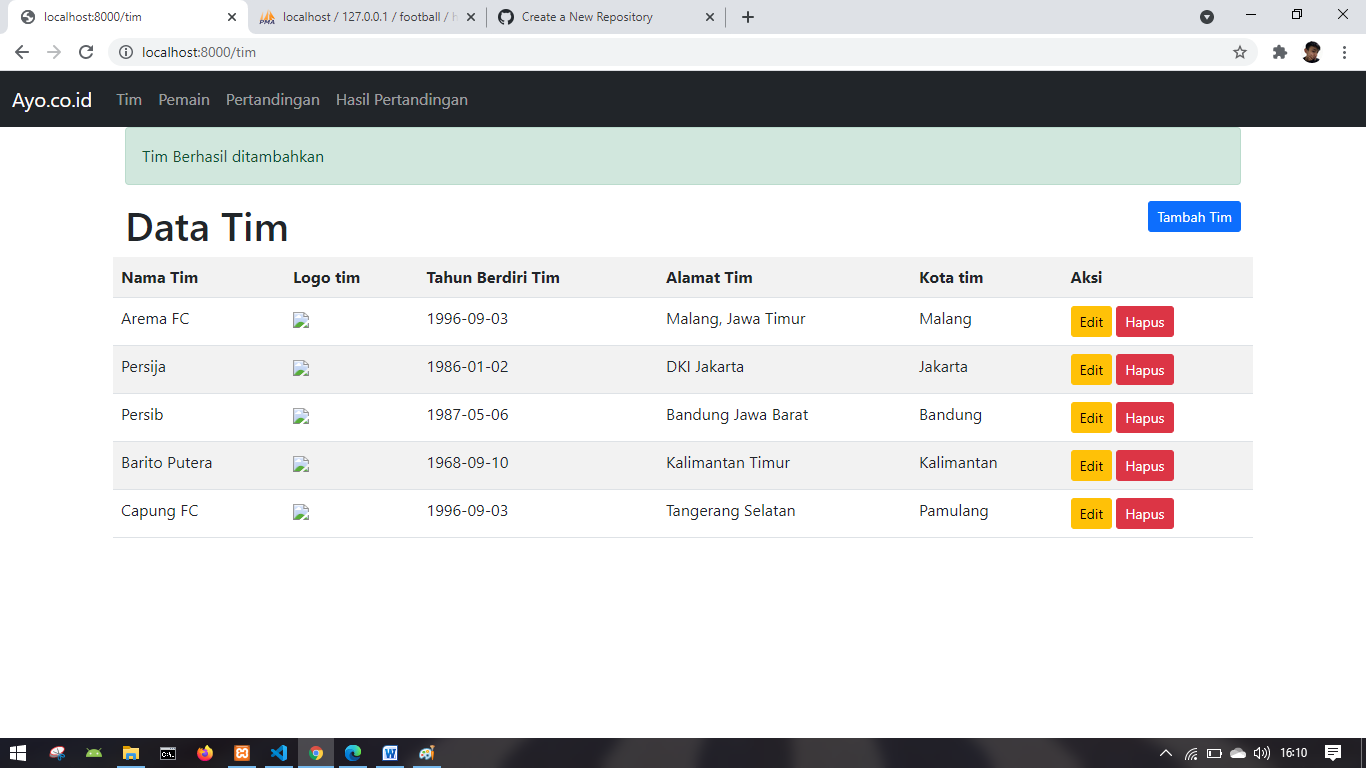 localhost:8000/tim
localhost / 127.0.0.1 / football /
Create a New Repository
localhost:8000/tim
Ayo.co.id Tim Pemain Pertandingan Hasil Pertandingan
Tim Berhasil ditambahkan
Data Tim
Tambah Tim
Nama Tim Logo tim Tahun Berdiri Tim Alamat Tim Kota tim Aksi
Arema FC 1996-09-03 Malang, Jawa Timur Malang Edit Hapus
Persija 1986-01-02 DKI Jakarta Jakarta Edit Hapus
Persib 1987-05-06 Bandung Jawa Barat Bandung Edit Hapus
Barito Putera 1968-09-10 Kalimantan Timur Kalimantan Edit Hapus
Capung FC 1996-09-03 Tangerang Selatan Pamulang Edit Hapus
16:10